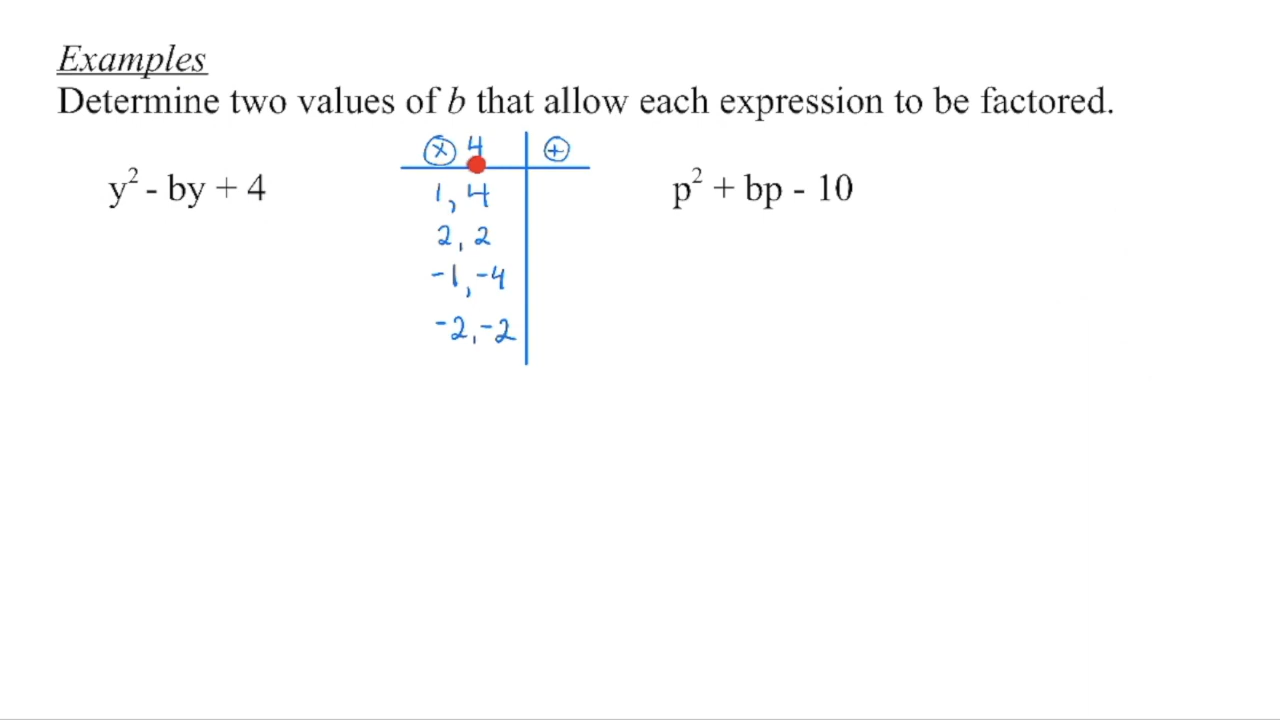 Examples
Determine two values of b that allow each expression to be factored.
y² - by + 4
ⓧ 4 ⊕
1, 4
2, 2
-1, -4
-2, -2
p² + bp - 10